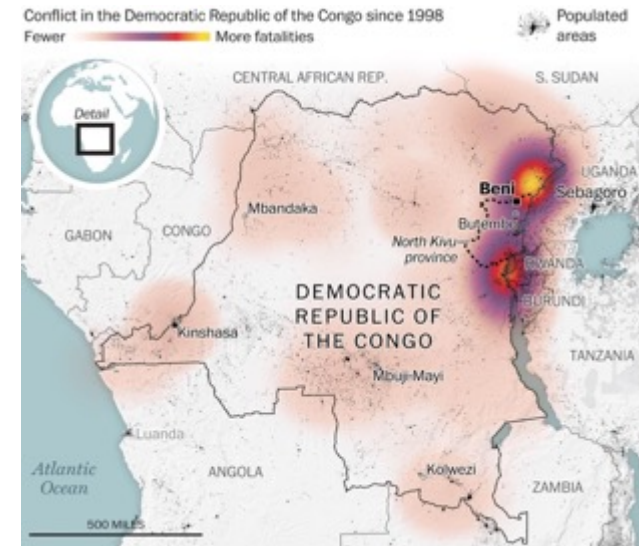 Conflict in the Democratic Republic of the Congo since 1998
Fewer
More fatalities
Populated
areas
CENTRAL AFRICAN REP.
S. SUDAN
Detail
UGANDA
Beni
Sebagoro
Mbandaka
Butembo
GABON
CONGO
North Kivu
province
RWANDA
DEMOCRATIC
REPUBLIC OF
THE CONGO
BURUNDI
Kinshasa
TANZANIA
Mbuji-Mayi
Luanda
Atlantic
Ocean
ANGOLA
Kolwezi
ZAMBIA
500 MILES